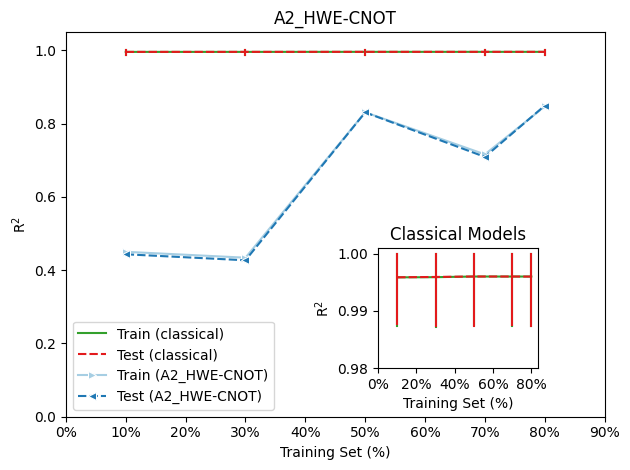 A2_HWE-CNOT
1.0
0.8
0.6
0.4
0.2
0.0
R²
Train (classical)
Test (classical)
Train (A2_HWE-CNOT)
Test (A2_HWE-CNOT)
Classical Models
1.00
0.99
0.98
R²
0% 20% 40% 60% 80%
Training Set (%)
0% 10% 20% 30% 40% 50% 60% 70% 80% 90%
Training Set (%)